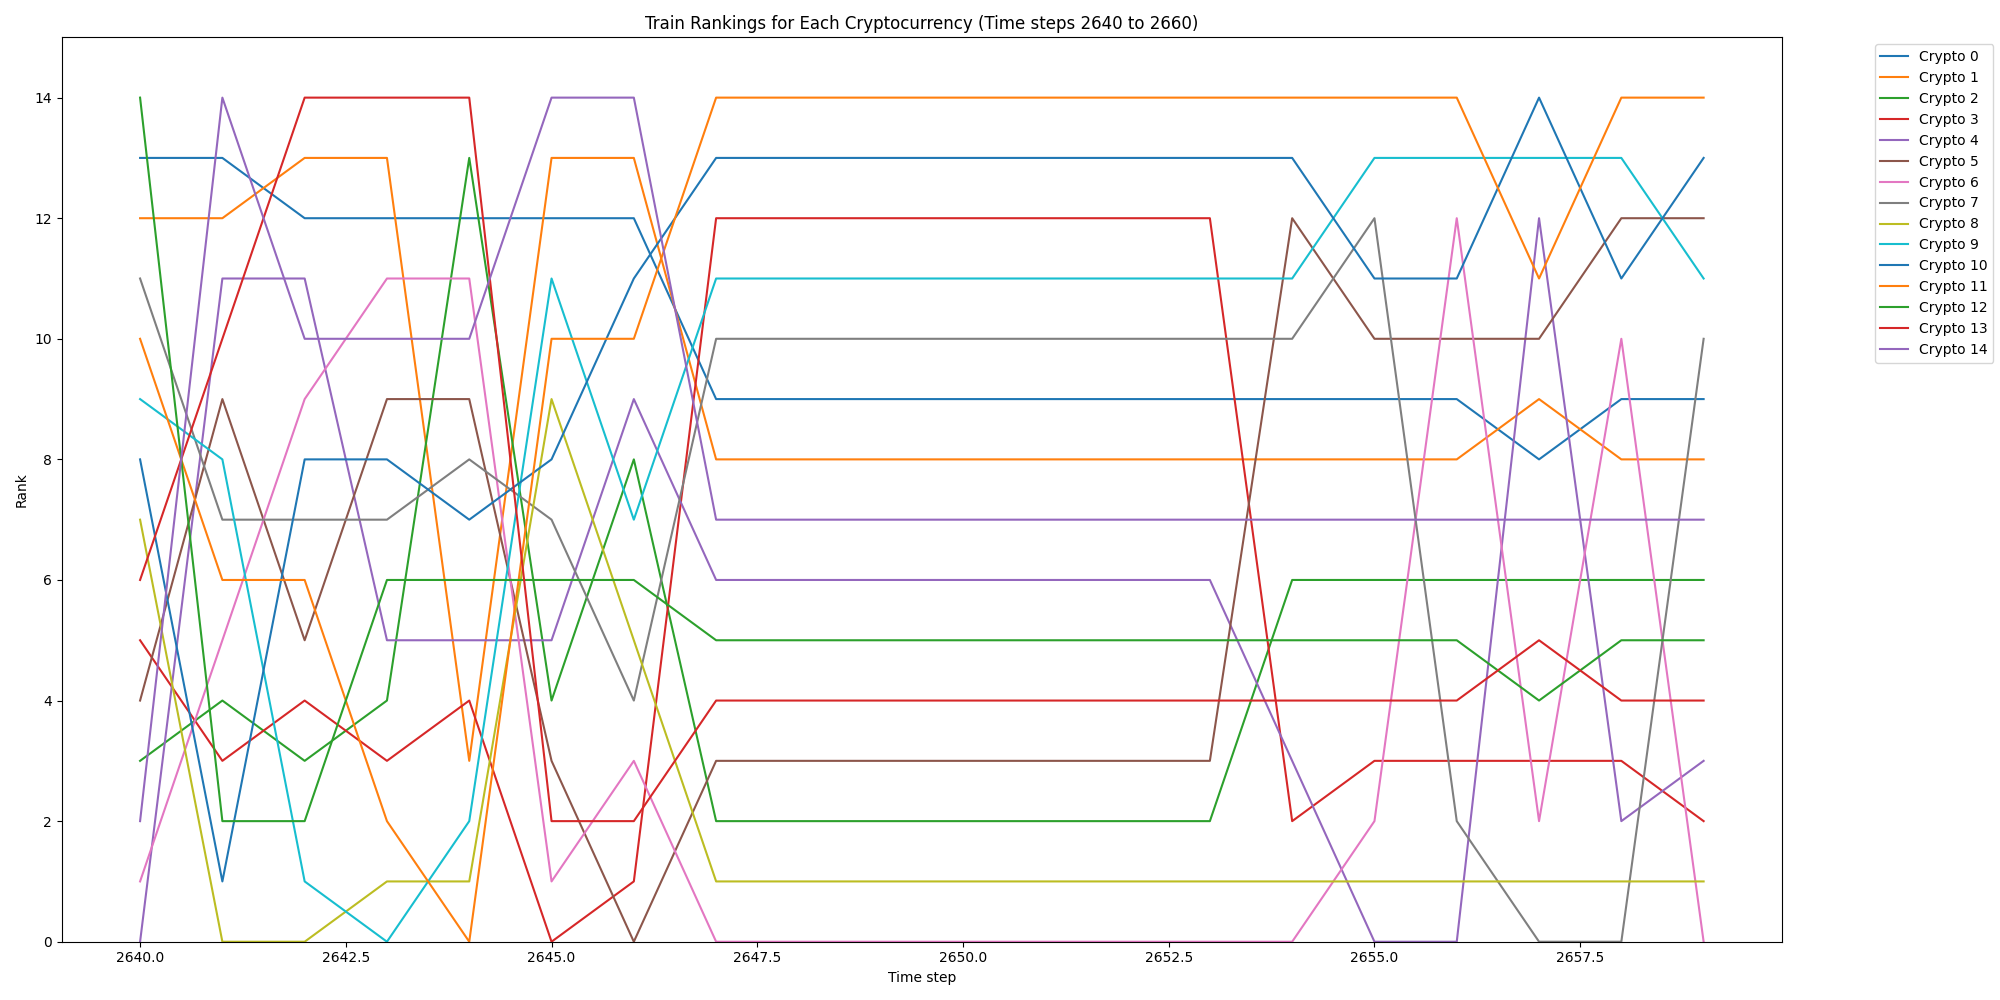 Train Rankings for Each Cryptocurrency (Time steps 2640 to 2660)
Rank
14
12
10
8
6
4
2
0
2640.0 2642.5 2645.0 2647.5 2650.0 2652.5 2655.0 2657.5
Time step
Crypto 0
Crypto 1
Crypto 2
Crypto 3
Crypto 4
Crypto 5
Crypto 6
Crypto 7
Crypto 8
Crypto 9
Crypto 10
Crypto 11
Crypto 12
Crypto 13
Crypto 14